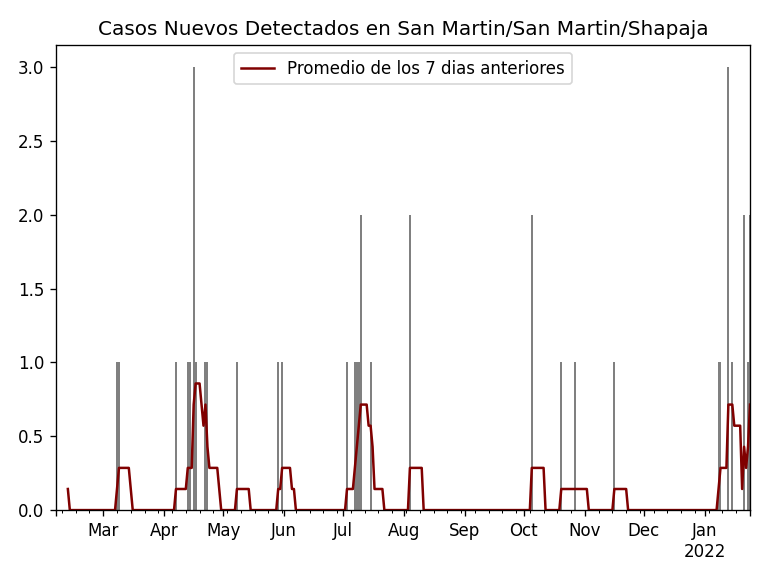 Casos Nuevos Detectados en San Martin/San Martin/Shapaja
Promedio de los 7 dias anteriores
3.0
2.5
2.0
1.5
1.0
0.5
0.0
Mar Apr May Jun Jul Aug Sep Oct Nov Dec Jan
2022